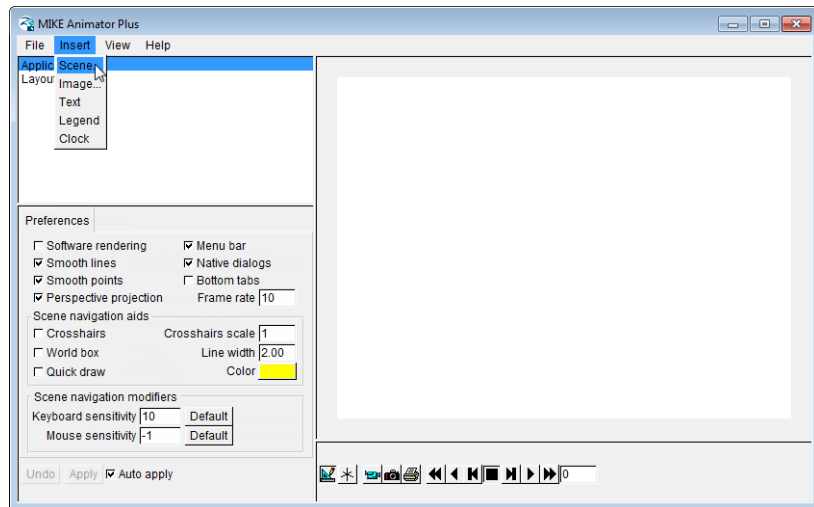 MIKE Animator Plus
File Insert View Help
Applic Scene
Layou Image...
Text
Legend
Clock
Preferences
Software rendering Menu bar
Smooth lines Native dialogs
Smooth points Bottom tabs
Perspective projection Frame rate 10
Scene navigation aids
Crosshairs Crosshairs scale 1
World box Line width 2.00
Quick draw Color
Scene navigation modifiers
Keyboard sensitivity 10 Default
Mouse sensitivity -1 Default
Undo Apply Auto apply
0